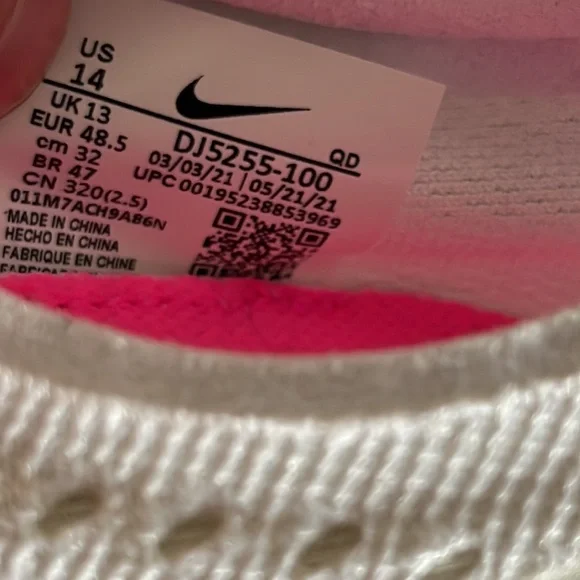 US
14
UK 13
EUR 48.5
cm 32
BR 47
CN 320(2.5)
011M7ACH9AB6N
MADE IN CHINA
HECHO EN CHINA
FABRIQUE EN CHINE
QD
DJ5255-100
03/03/21 | 05/21/21
UPC 00195238853969